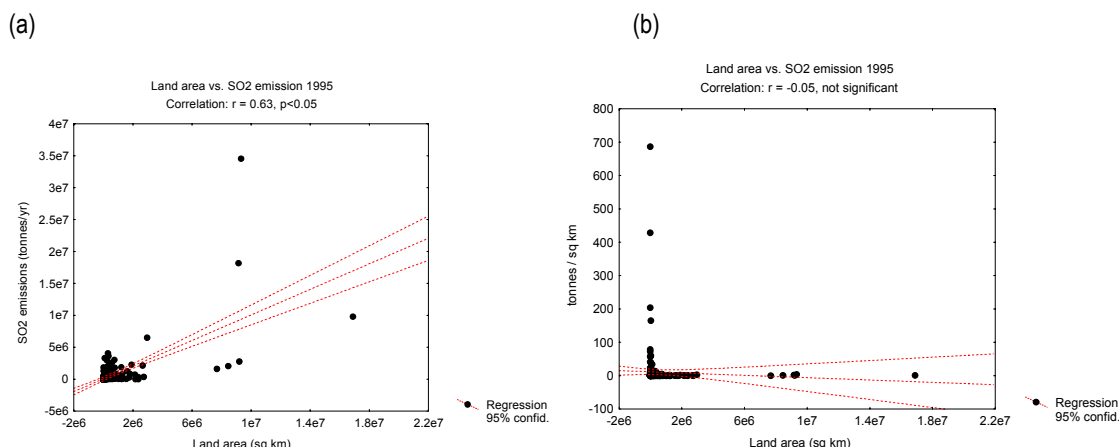 (a)
Land area vs. SO2 emission 1995
Correlation: r = 0.63, p<0.05
SO2 emissions (tonnes/yr)
4e7
3.5e7
3e7
2.5e7
2e7
1.5e7
1e7
5e6
0
-5e6
-2e6 2e6 6e6 1e7 1.4e7 1.8e7 2.2e7
Land area (sq km)
Regression
95% confid.
(b)
Land area vs. SO2 emission 1995
Correlation: r = -0.05, not significant
tonnes / sq km
800
700
600
500
400
300
200
100
0
-100
-2e6 2e6 6e6 1e7 1.4e7 1.8e7 2.2e7
Land area (sq km)
Regression
95% confid.